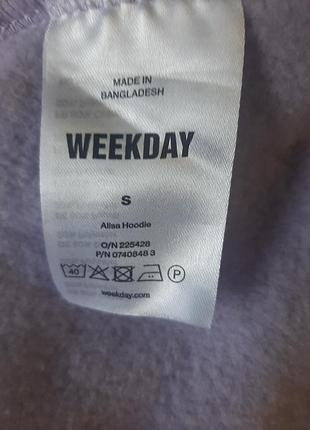 MADE IN
BANGLADESH
WEEKDAY
S
Alisa Hoodie
O/N 225428
P/N 0740848 3
40 P
weekday.com